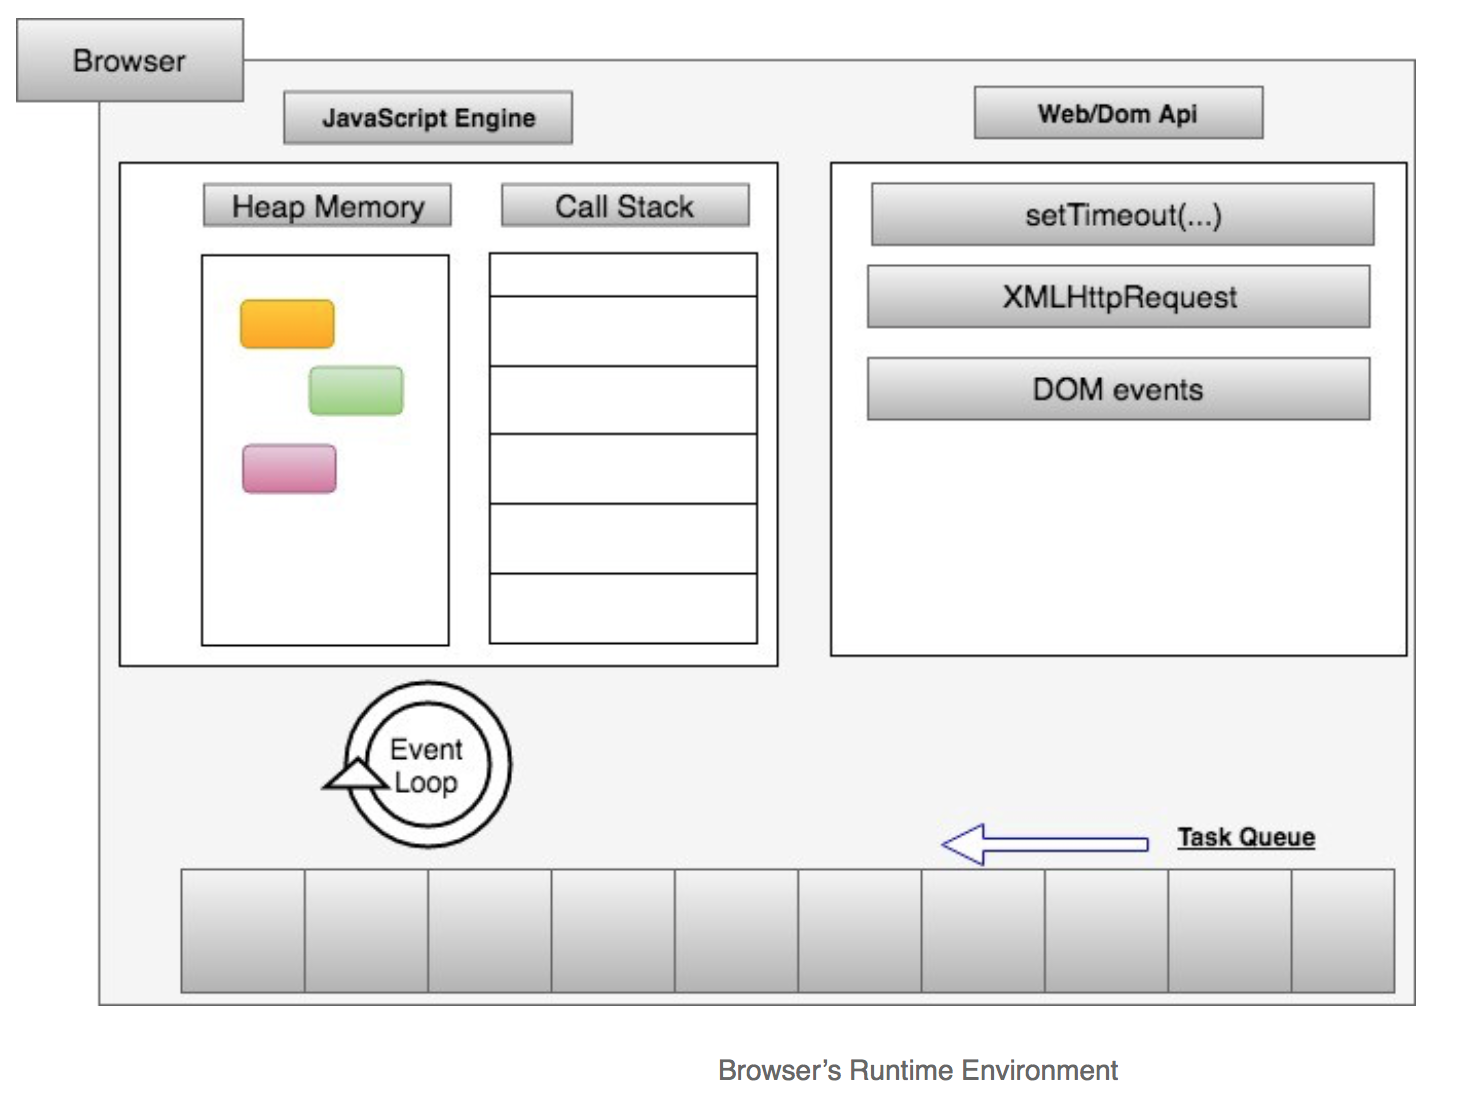 Browser
JavaScript Engine
Web/Dom Api
Heap Memory
Call Stack
setTimeout(...)
XMLHttpRequest
DOM events
Event
Loop
Task Queue
Browser’s Runtime Environment